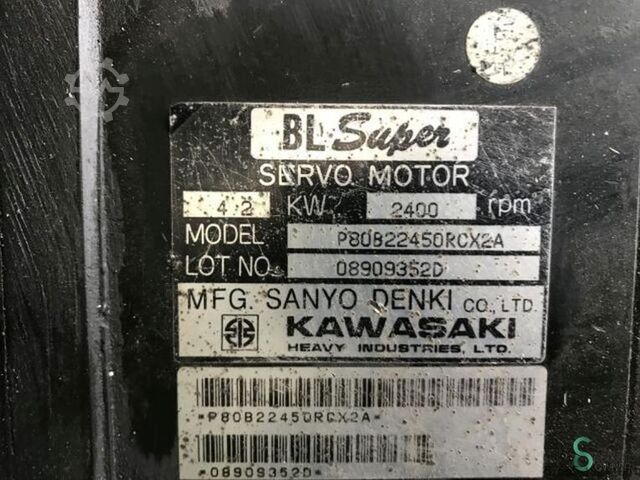 BL Super
SERVO MOTOR
4.2 KW 2400 rpm
MODEL P80B22450RCX2A
LOT NO. 08909352D
MFG. SANYO DENKI CO., LTD.
KAWASAKI
HEAVY INDUSTRIES, LTD.
*P80B22450RCX2A*
*08909352D*